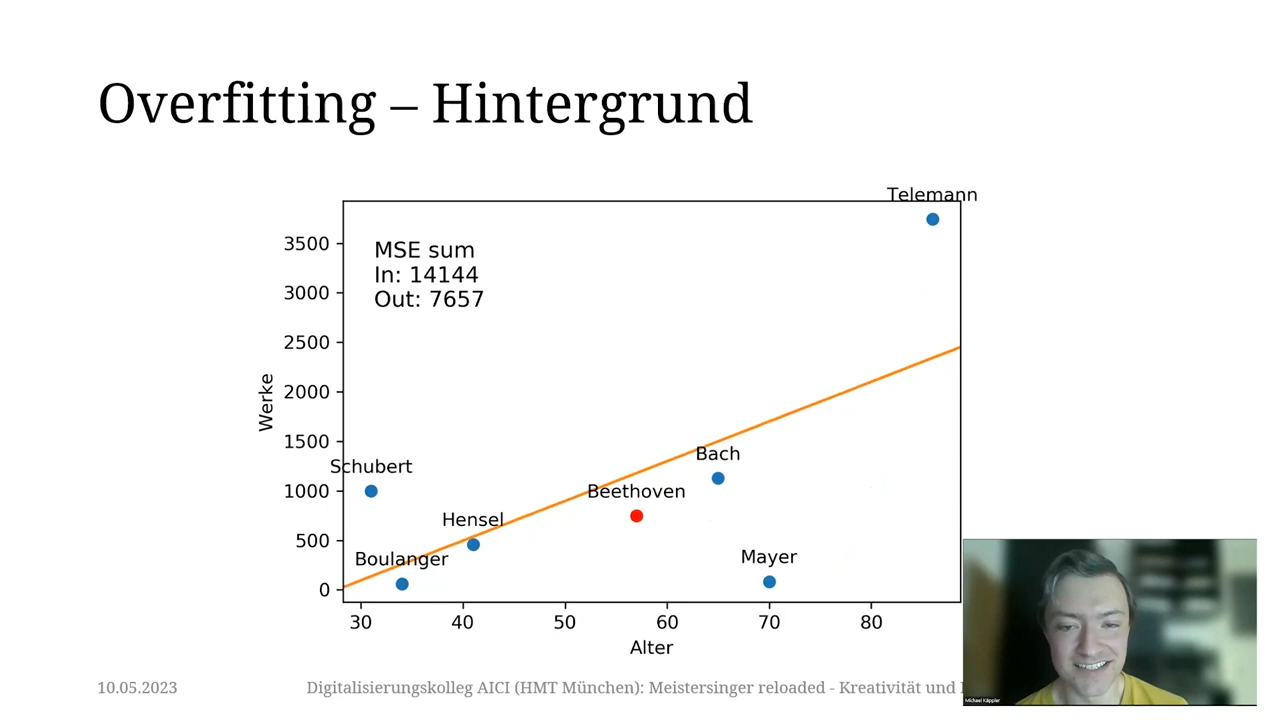 Overfitting – Hintergrund
Telemann
MSE sum
In: 14144
Out: 7657
3500
3000
2500
2000
1500
1000
500
0
Werke
Schubert
Bach
Beethoven
Hensel
Boulanger
Mayer
30 40 50 60 70 80
Alter
10.05.2023
Digitalisierungskolleg AICI (HMT München): Meistersinger reloaded - Kreativität und
Michael Käppler